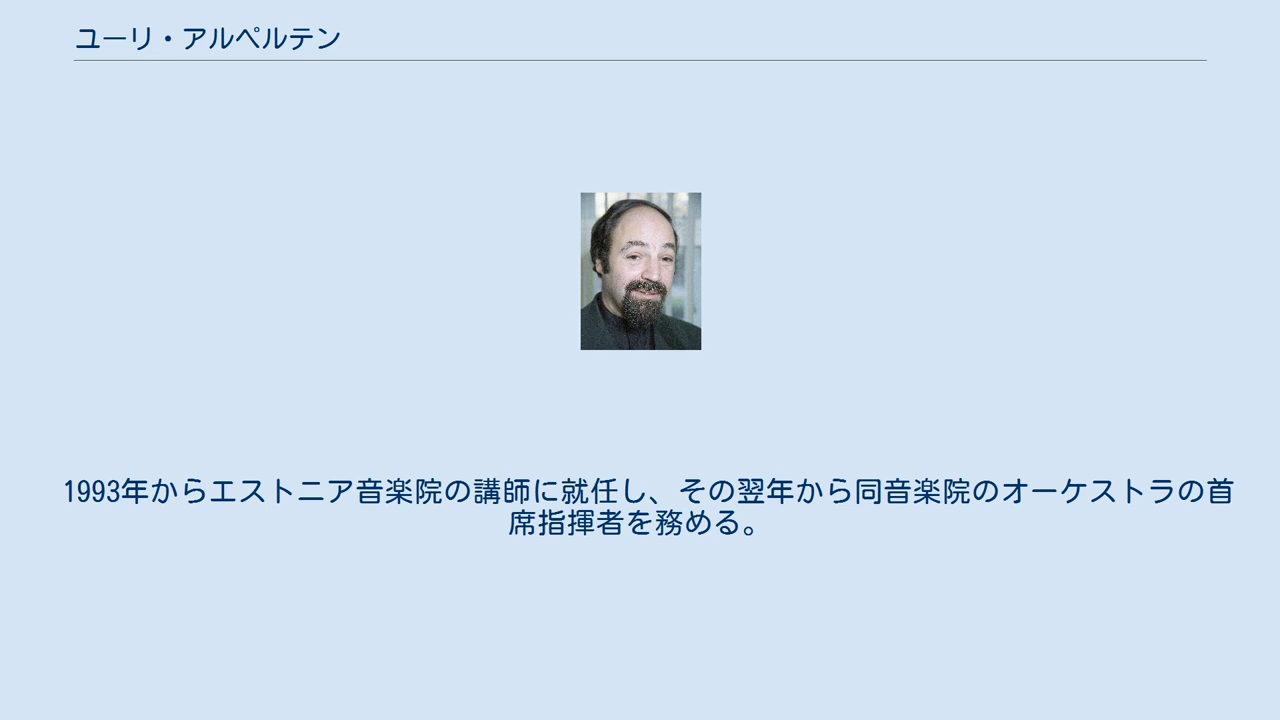 ユーリ・アルペルテン
1993年からエストニア音楽院の講師に就任し、その翌年から同音楽院のオーケストラの首
席指揮者を務める。